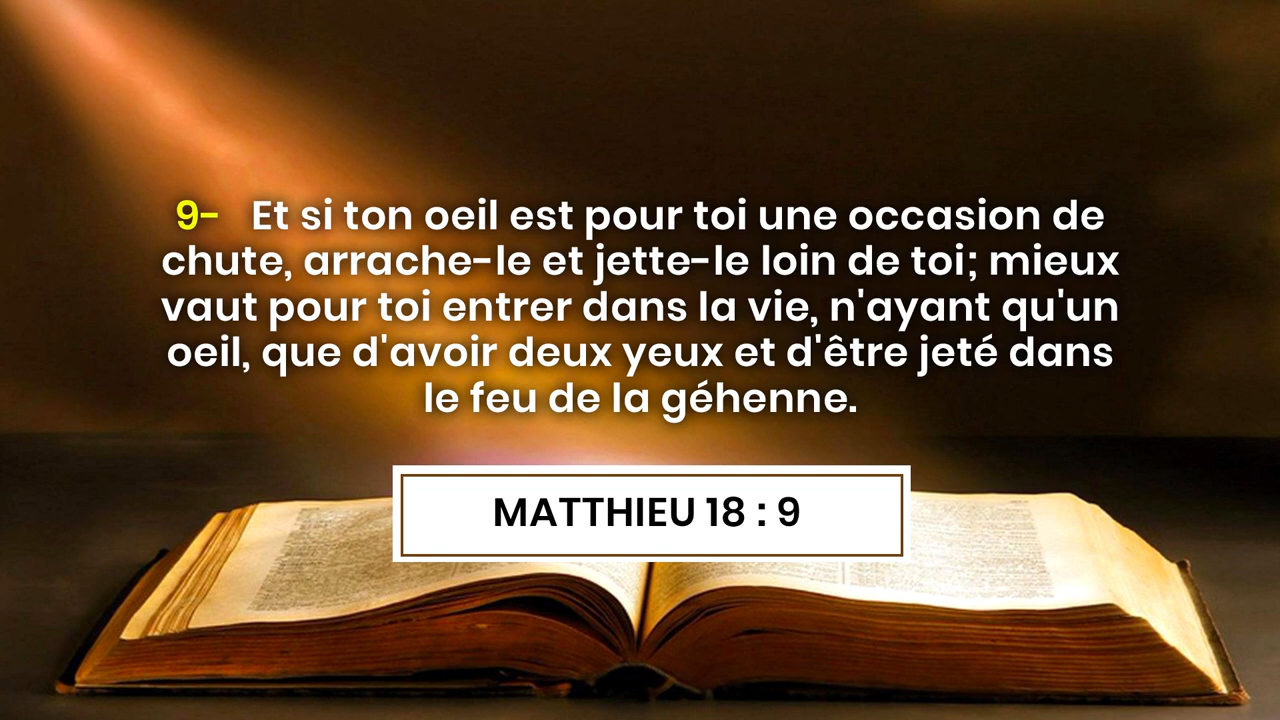 9- Et si ton oeil est pour toi une occasion de
chute, arrache-le et jette-le loin de toi; mieux
vaut pour toi entrer dans la vie, n'ayant qu'un
oeil, que d'avoir deux yeux et d'être jeté dans
le feu de la géhenne.
MATTHIEU 18 : 9